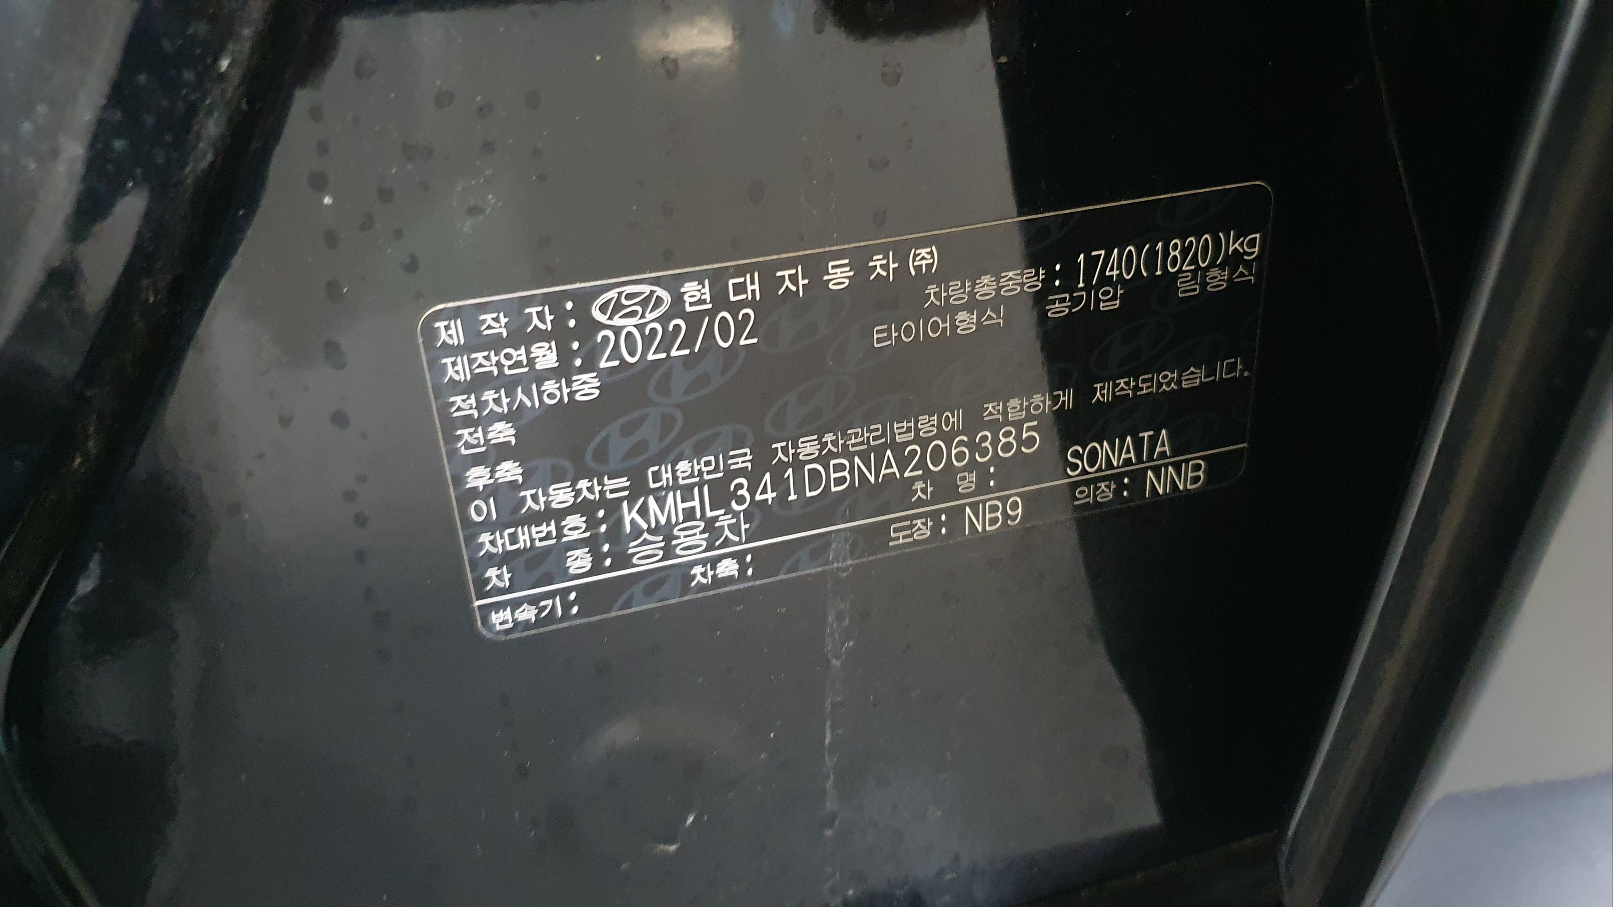 제 작 자 : 현 대 자 동 차 ㈜
제작연월 : 2022/02 차량총중량 : 1740(1820)kg
적차시하중 타이어형식 공기압 림형식
전축
후축
이 자동차는 대한민국 자동차관리법령에 적합하게 제작되었습니다.
차대번호 : KMHL341DBNA206385
차 종 : 승용차 차 명 : SONATA
변속기 : 차축 : 도장 : NB9 의장 : NNB